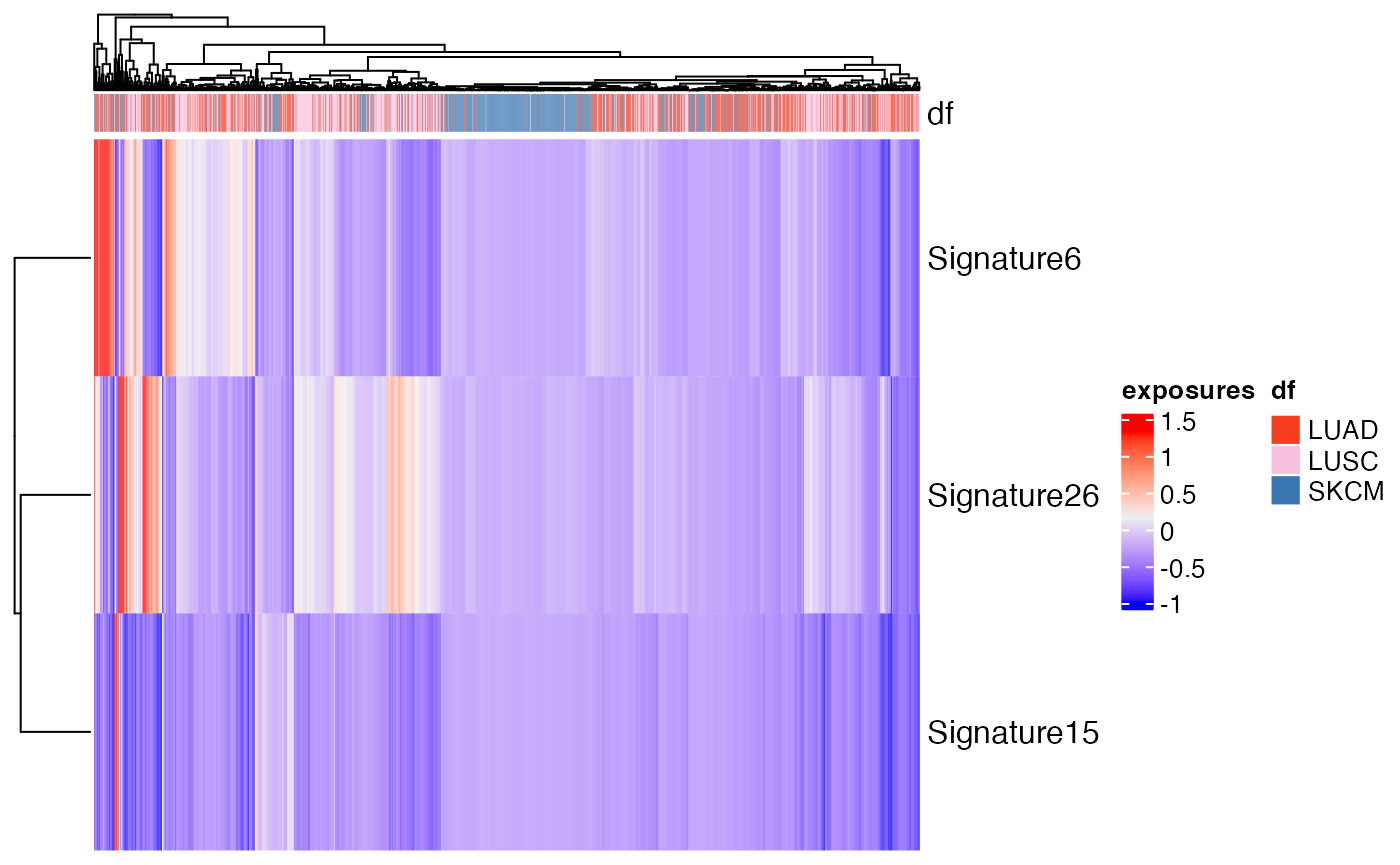 df
Signature6
Signature26
Signature15
exposures
1.5
1
0.5
0
-0.5
-1
df
LUAD
LUSC
SKCM